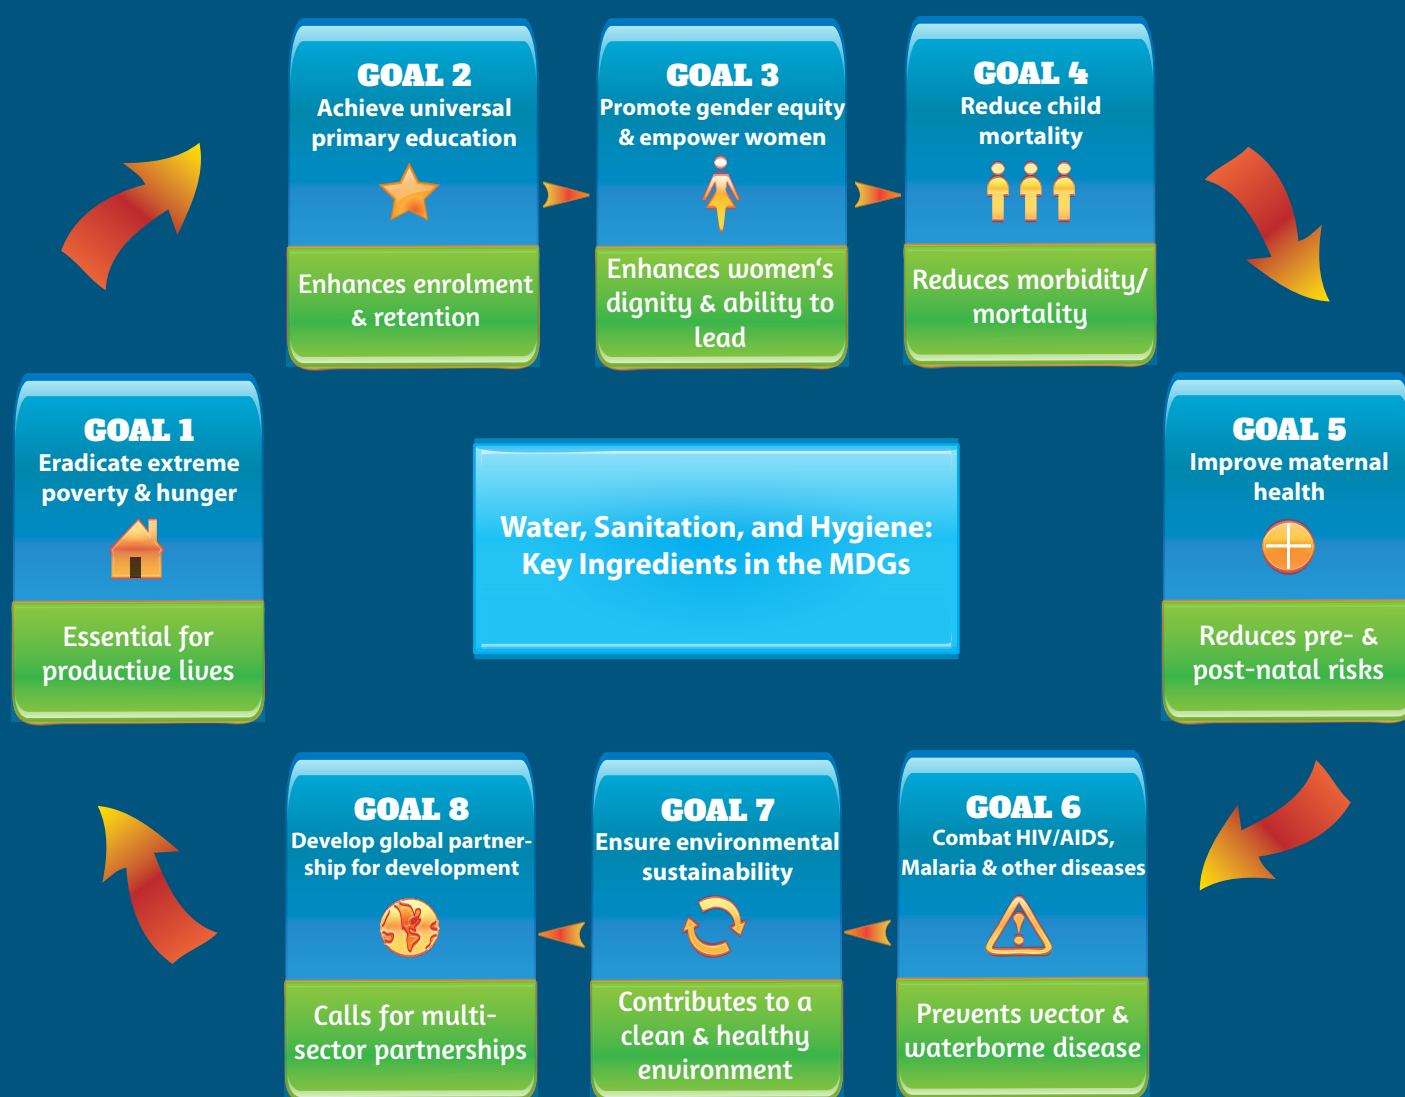 GOAL 1
Eradicate extreme
poverty & hunger
Essential for
productive lives
GOAL 2
Achieve universal
primary education
Enhances enrolment
& retention
GOAL 3
Promote gender equity
& empower women
Enhances women‘s
dignity & ability to
lead
GOAL 4
Reduce child
mortality
Reduces morbidity/
mortality
GOAL 5
Improve maternal
health
Reduces pre- &
post-natal risks
GOAL 6
Combat HIV/AIDS,
Malaria & other diseases
Prevents vector &
waterborne disease
GOAL 7
Ensure environmental
sustainability
Contributes to a
clean & healthy
environment
GOAL 8
Develop global partner-
ship for development
Calls for multi-
sector partnerships
Water, Sanitation, and Hygiene:
Key Ingredients in the MDGs